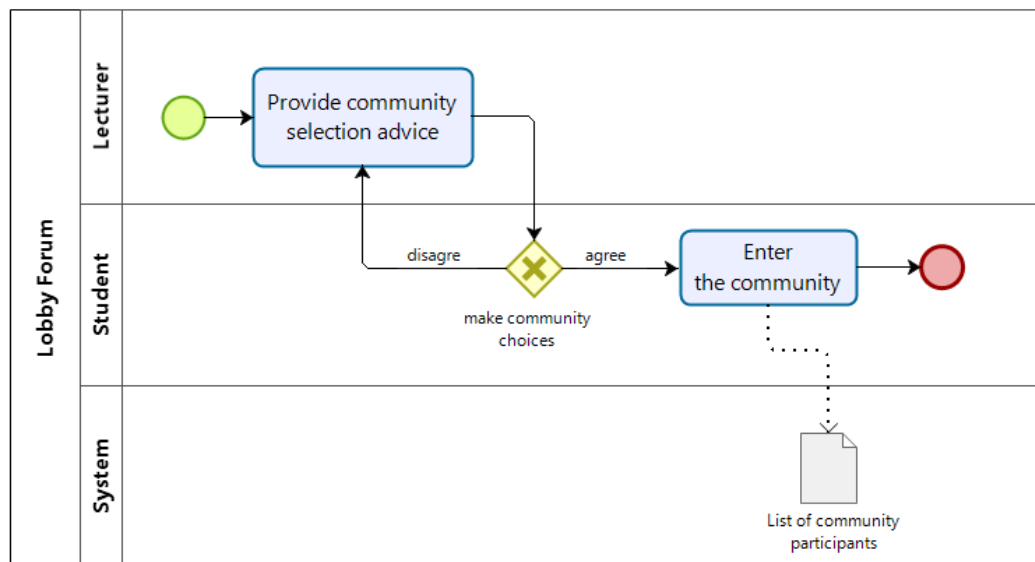 Lobby Forum
Lecturer
Provide community
selection advice
Student
disagre
agree
make community
choices
Enter
the community
System
List of community
participants